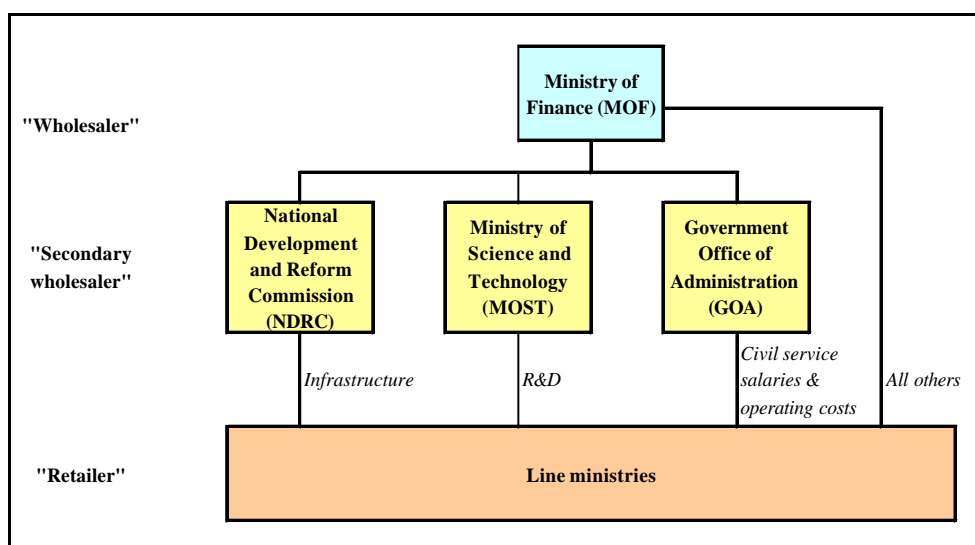 Ministry of
Finance (MOF)
"Wholesaler"
"Secondary
wholesaler"
National
Development
and Reform
Commission
(NDRC)
Ministry of
Science and
Technology
(MOST)
Government
Office of
Administration
(GOA)
Infrastructure
R&D
Civil service
salaries &
operating costs
All others
"Retailer"
Line ministries